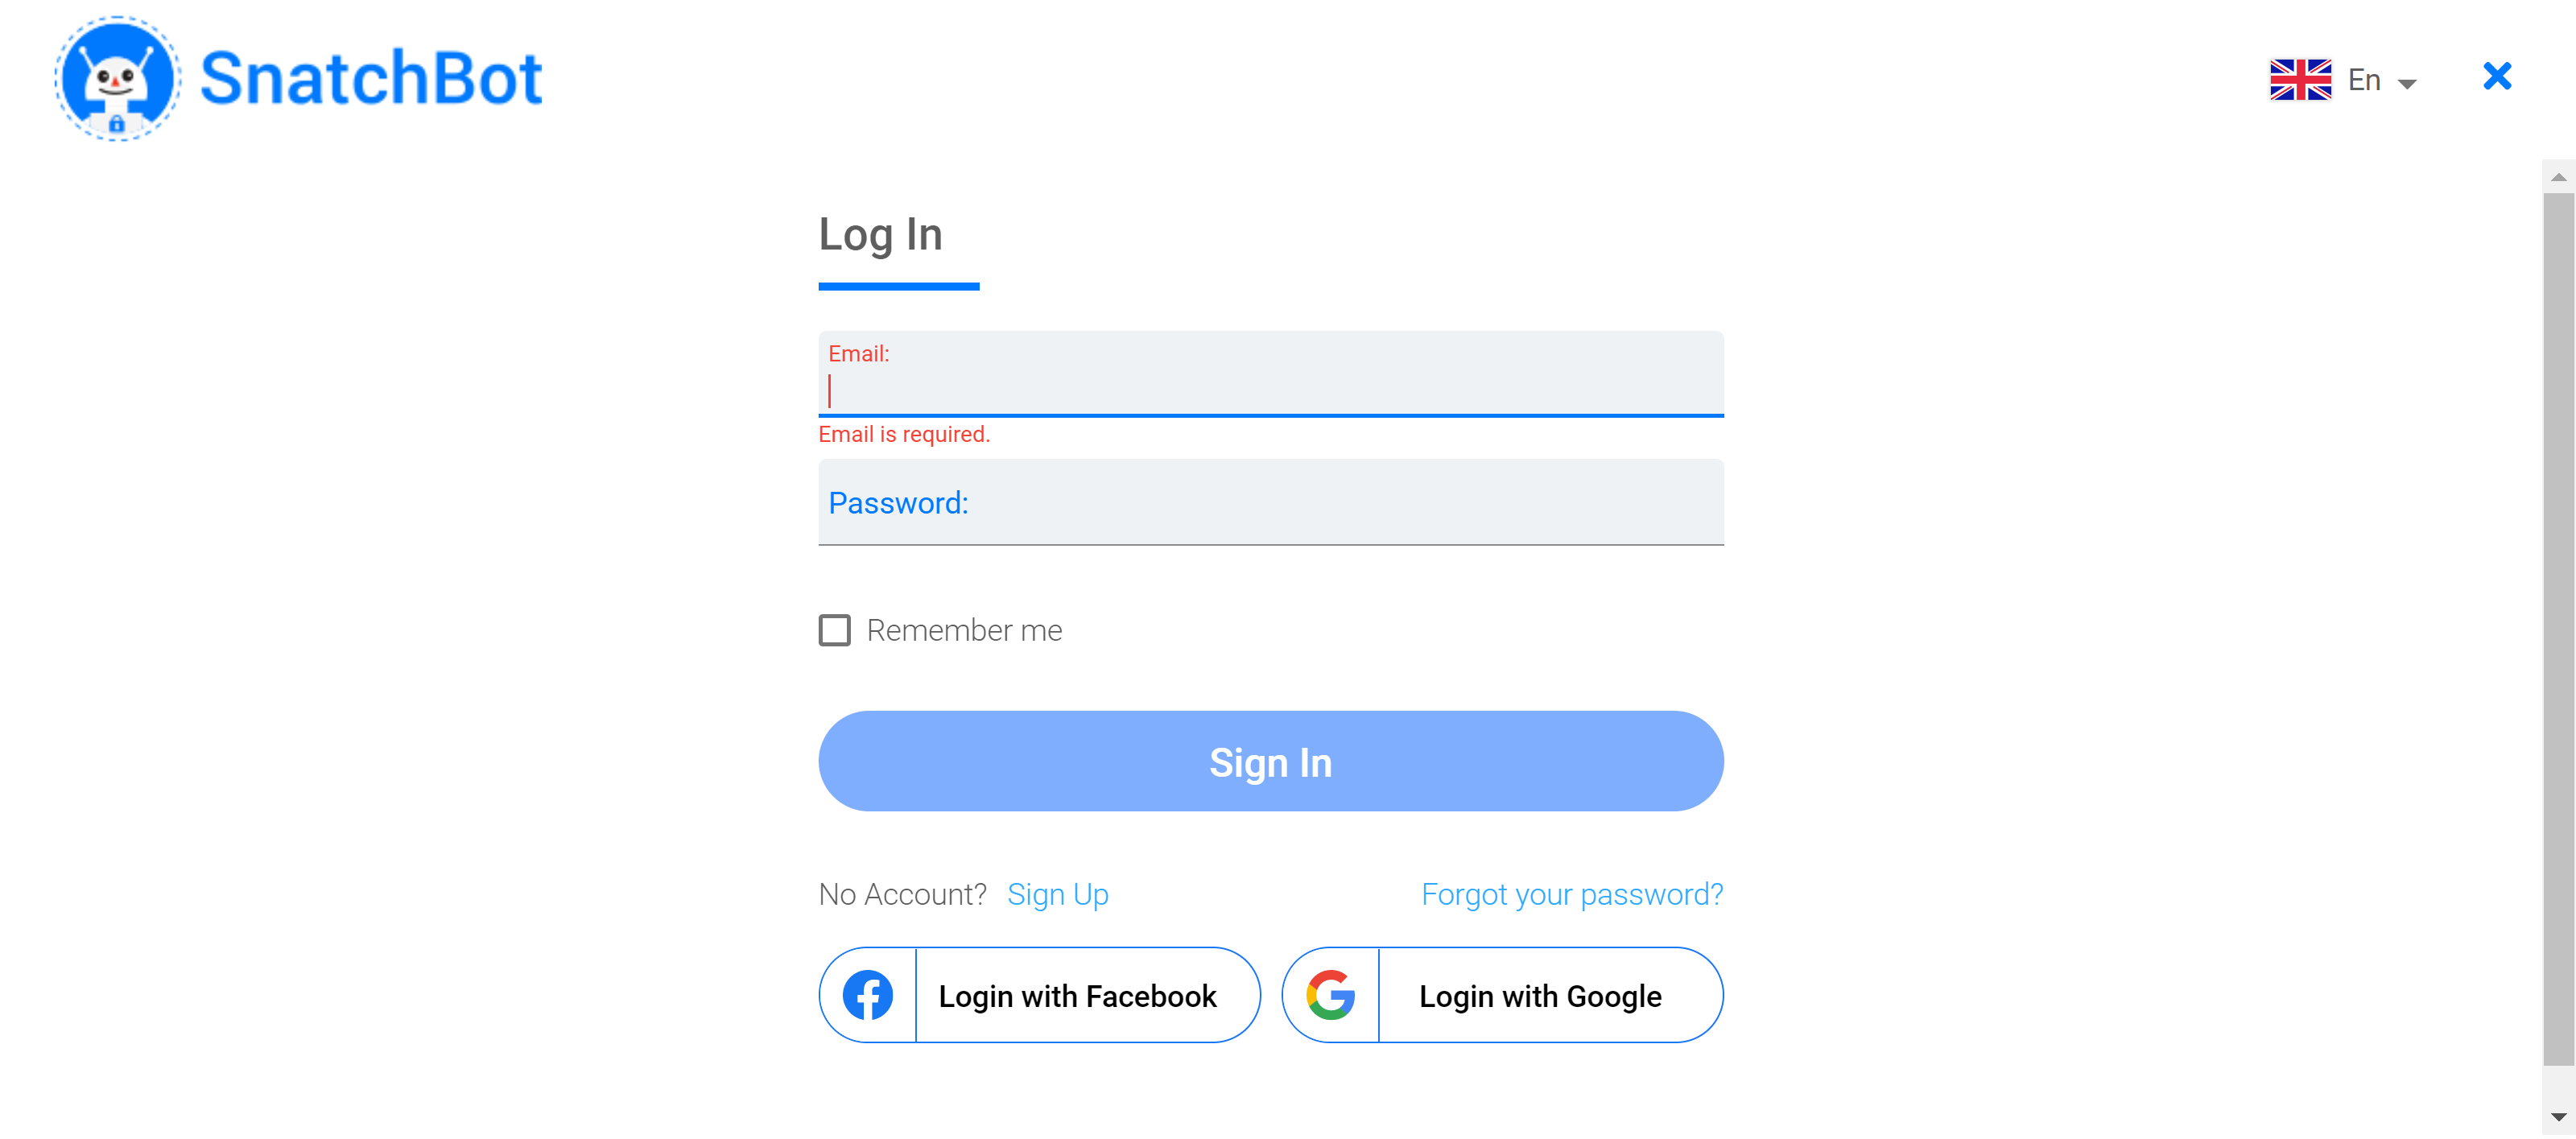 SnatchBot
En
Log In
Email:
Email is required.
Password:
Remember me
Sign In
No Account? Sign Up
Forgot your password?
Login with Facebook
Login with Google